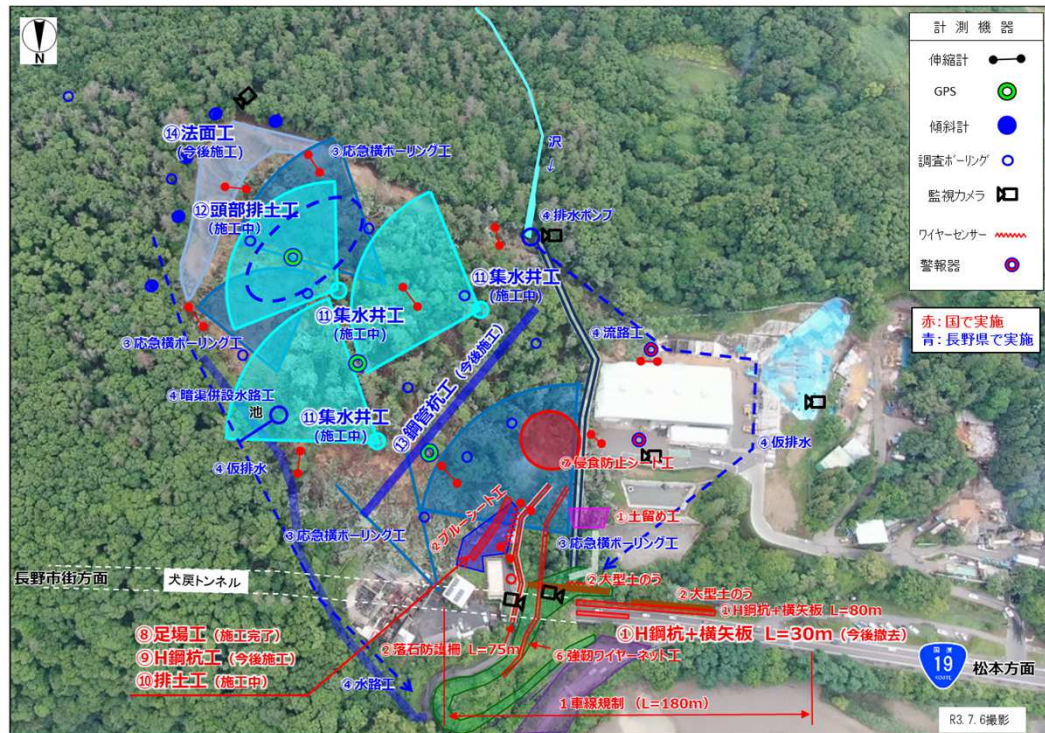 N
計 測 機 器
伸縮計
GPS
傾斜計
調査ボーリング
監視カメラ
ワイヤーセンサー
警報器
赤：国で実施
青：長野県で実施
沢
↓
⑭法面工
(今後施工)
③応急横ボーリング工
⑫頭部排土工
(施工中)
④排水ポンプ
⑪集水井工
(施工中)
⑪集水井工
(施工中)
③応急横ボーリング工
④流路工
④暗渠併設水路工
池
⑪集水井工
(施工中)
⑬鋼管杭工（今後施工）
④仮排水
④仮排水
⑦侵食防止シート工
②ブルーシート工
①土留め工
③応急横ボーリング工
③応急横ボーリング工
長野市街方面
犬戻トンネル
②大型土のう
②大型土のう
①H鋼杭+横矢板 L=80m
①H鋼杭+横矢板 L=30m（今後撤去）
⑧足場工（施工完了）
⑨H鋼杭工（今後施工）
⑩排土工（施工中）
②落石防護柵 L=75m
⑥強靭ワイヤーネット工
④水路工
1車線規制（L=180m）
国道
19
ROUTE
松本方面
R3.7.6撮影